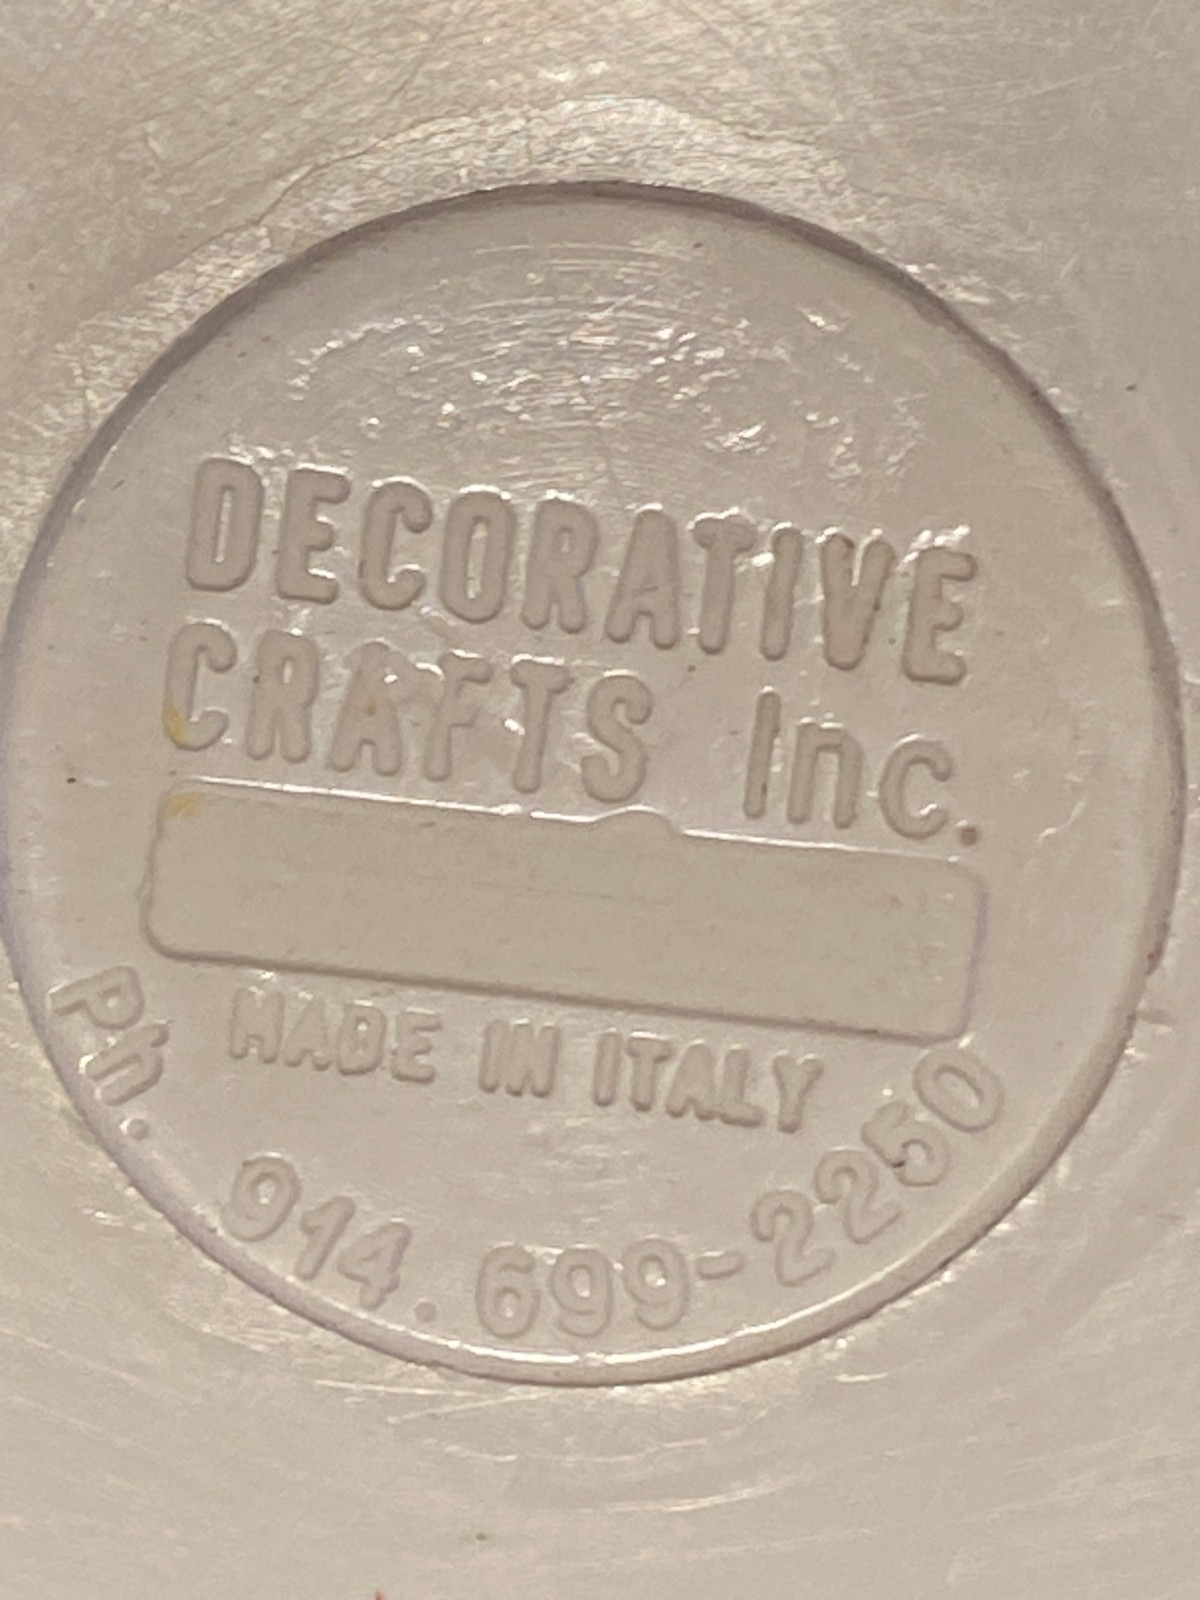 DECORATIVE
CRAFTS Inc.
MADE IN ITALY
Ph. 914.699-2250